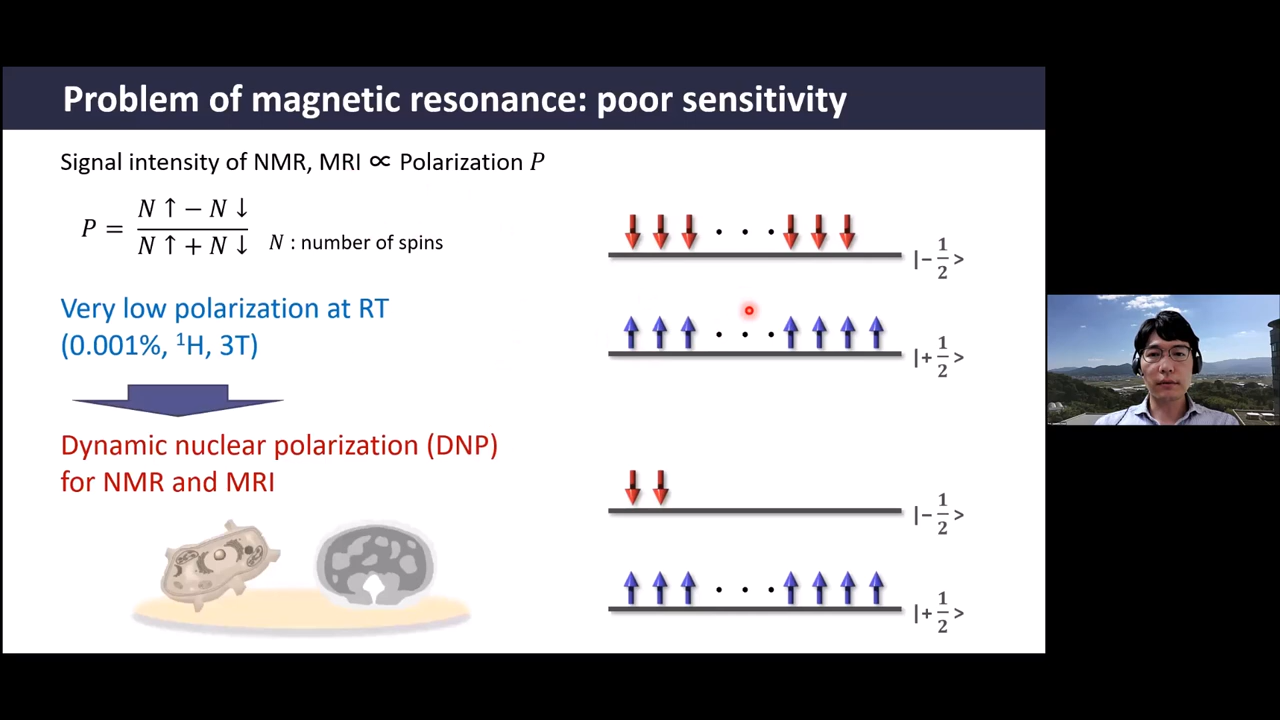 Problem of magnetic resonance: poor sensitivity
Signal intensity of NMR, MRI ∝ Polarization P
P = (N ↑ − N ↓) / (N ↑ + N ↓)
N : number of spins
Very low polarization at RT
(0.001%, ¹H, 3T)
Dynamic nuclear polarization (DNP)
for NMR and MRI
|− 1/2 >
|+ 1/2 >
|− 1/2 >
|+ 1/2 >